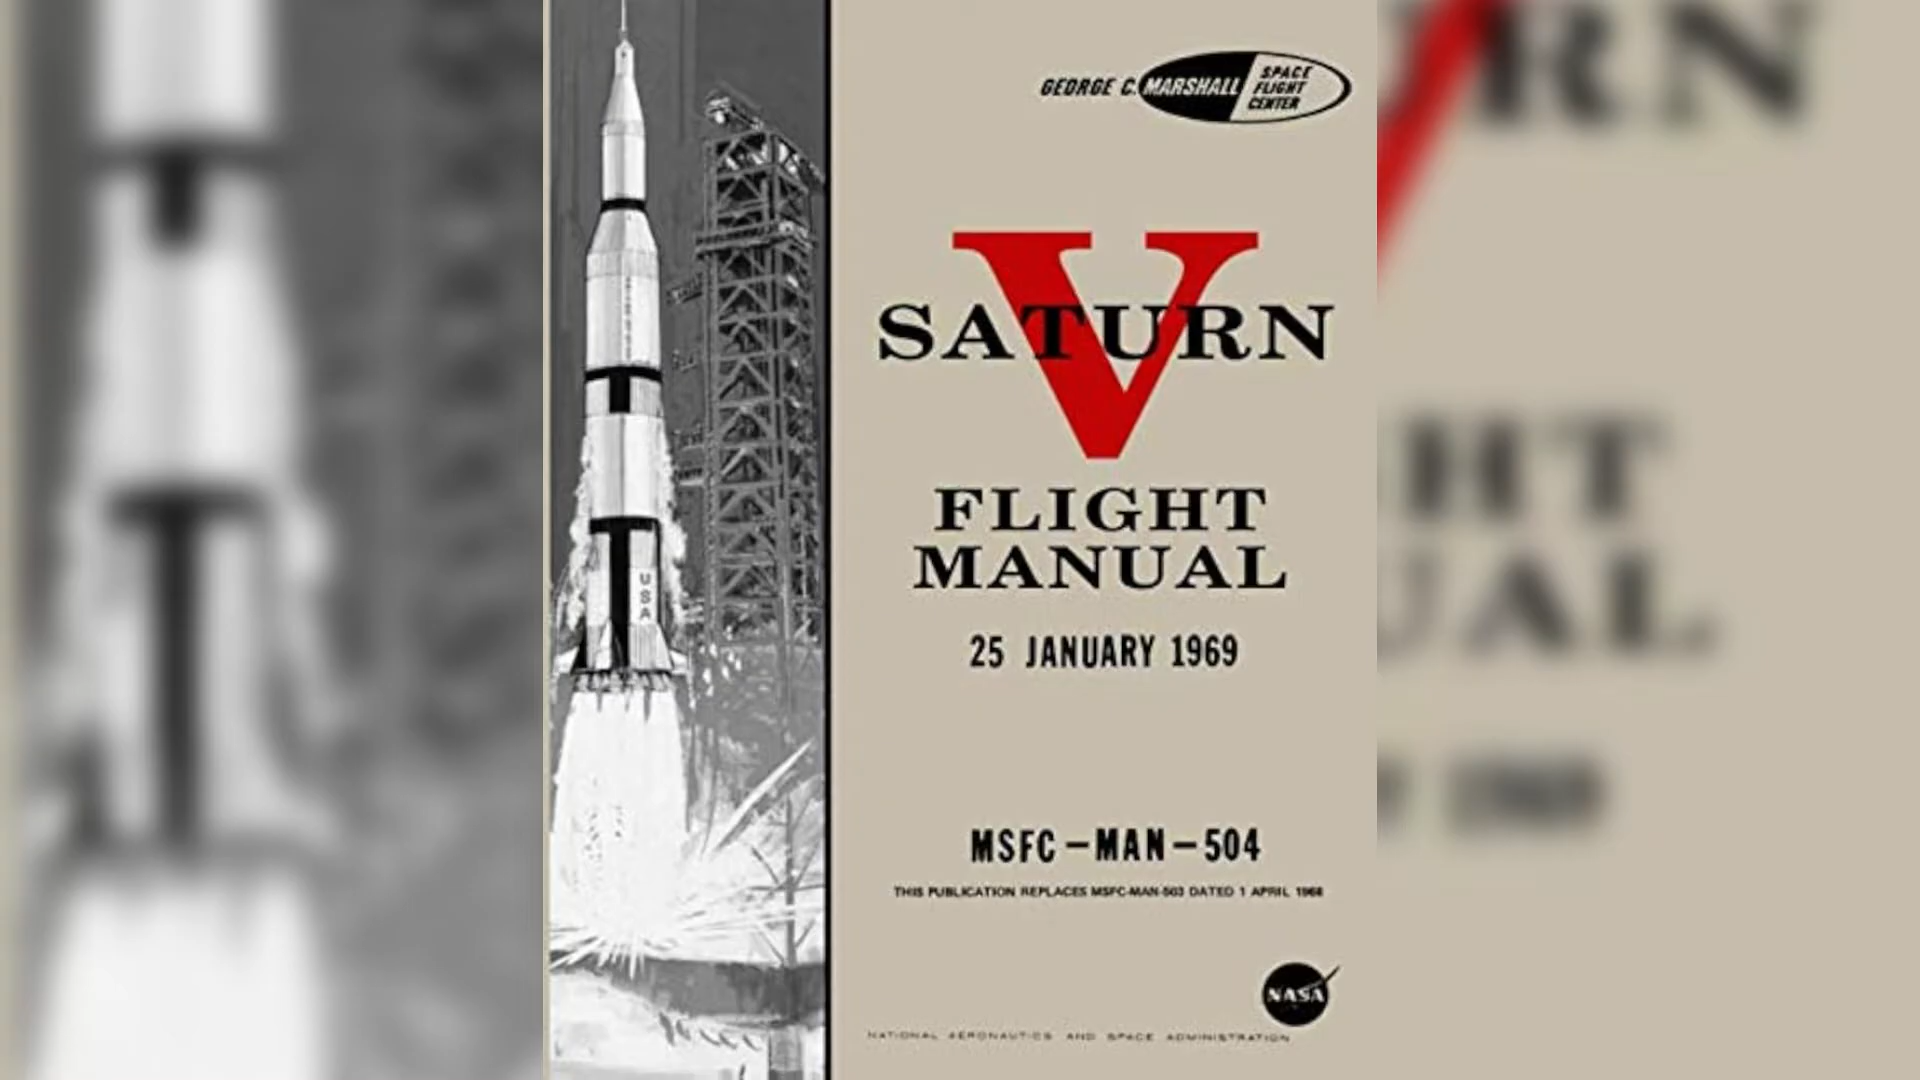 GEORGE C. MARSHALL SPACE
FLIGHT
CENTER
V
SATURN
FLIGHT
MANUAL
25 JANUARY 1969
USA
MSFC-MAN-504
THIS PUBLICATION REPLACES MSFC-MAN-503 DATED 1 APRIL 1968
NASA
NATIONAL AERONAUTICS AND SPACE ADMINISTRATION